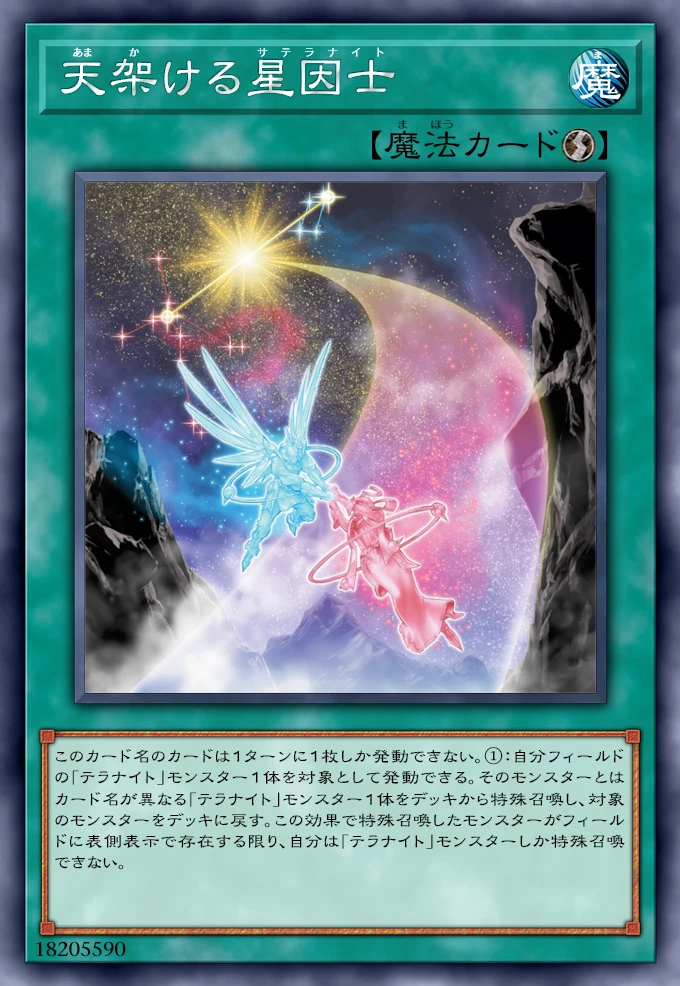 あま か サテラナイト
天架ける星因士
ま
魔
ま ほう
【魔法カード】
このカード名のカードは1ターンに1枚しか発動できない。①:自分フィールド
の「テラナイト」モンスター1体を対象として発動できる。そのモンスターとは
カード名が異なる「テラナイト」モンスター1体をデッキから特殊召喚し、対象
のモンスターをデッキに戻す。この効果で特殊召喚したモンスターがフィール
ドに表側表示で存在する限り、自分は「テラナイト」モンスターしか特殊召喚
できない。
18205590